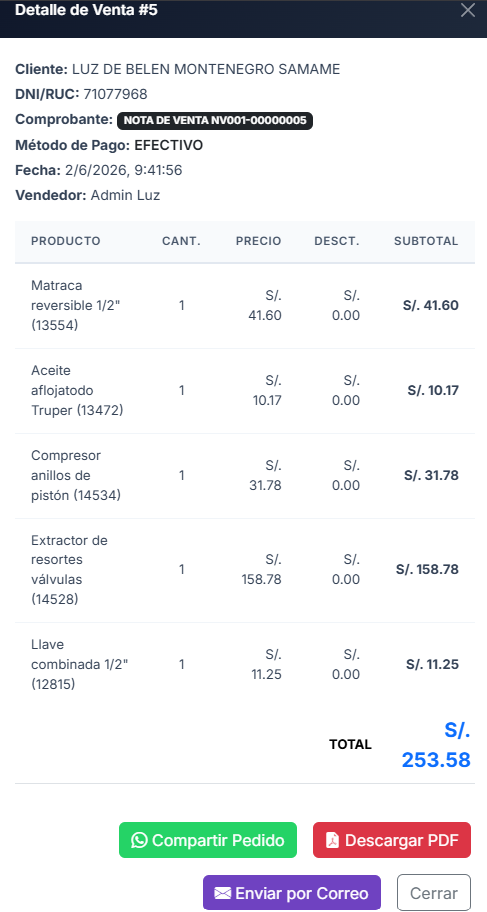 Detalle de Venta #5
Cliente: LUZ DE BELEN MONTENEGRO SAMAME
DNI/RUC: 71077968
Comprobante: NOTA DE VENTA NV001-00000005
Método de Pago: EFECTIVO
Fecha: 2/6/2026, 9:41:56
Vendedor: Admin Luz
PRODUCTO CANT. PRECIO DESCT. SUBTOTAL
Matraca
reversible 1/2"
(13554)
1
S/.
41.60
S/.
0.00
S/. 41.60
Aceite
aflojatodo
Truper (13472)
1
S/.
10.17
S/.
0.00
S/. 10.17
Compresor
anillos de
pistón (14534)
1
S/.
31.78
S/.
0.00
S/. 31.78
Extractor de
resortes
válvulas
(14528)
1
S/.
158.78
S/.
0.00
S/. 158.78
Llave
combinada 1/2"
(12815)
1
S/.
11.25
S/.
0.00
S/. 11.25
TOTAL
S/.
253.58
Compartir Pedido
Descargar PDF
Enviar por Correo
Cerrar